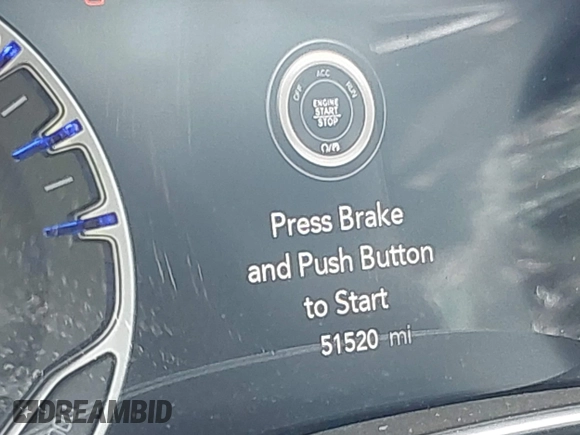 OFF ACC RUN
ENGINE
START
STOP
Press Brake
and Push Button
to Start
51520 mi
DREAMBID